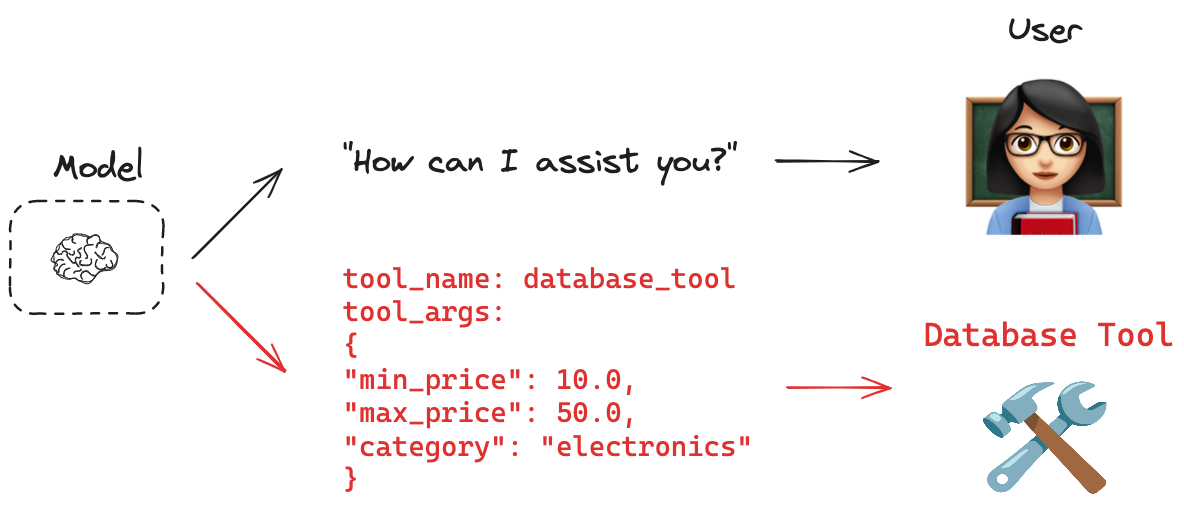 User
Model
"How can I assist you?"
tool_name: database_tool
tool_args:
{
"min_price": 10.0,
"max_price": 50.0,
"category": "electronics"
}
Database Tool